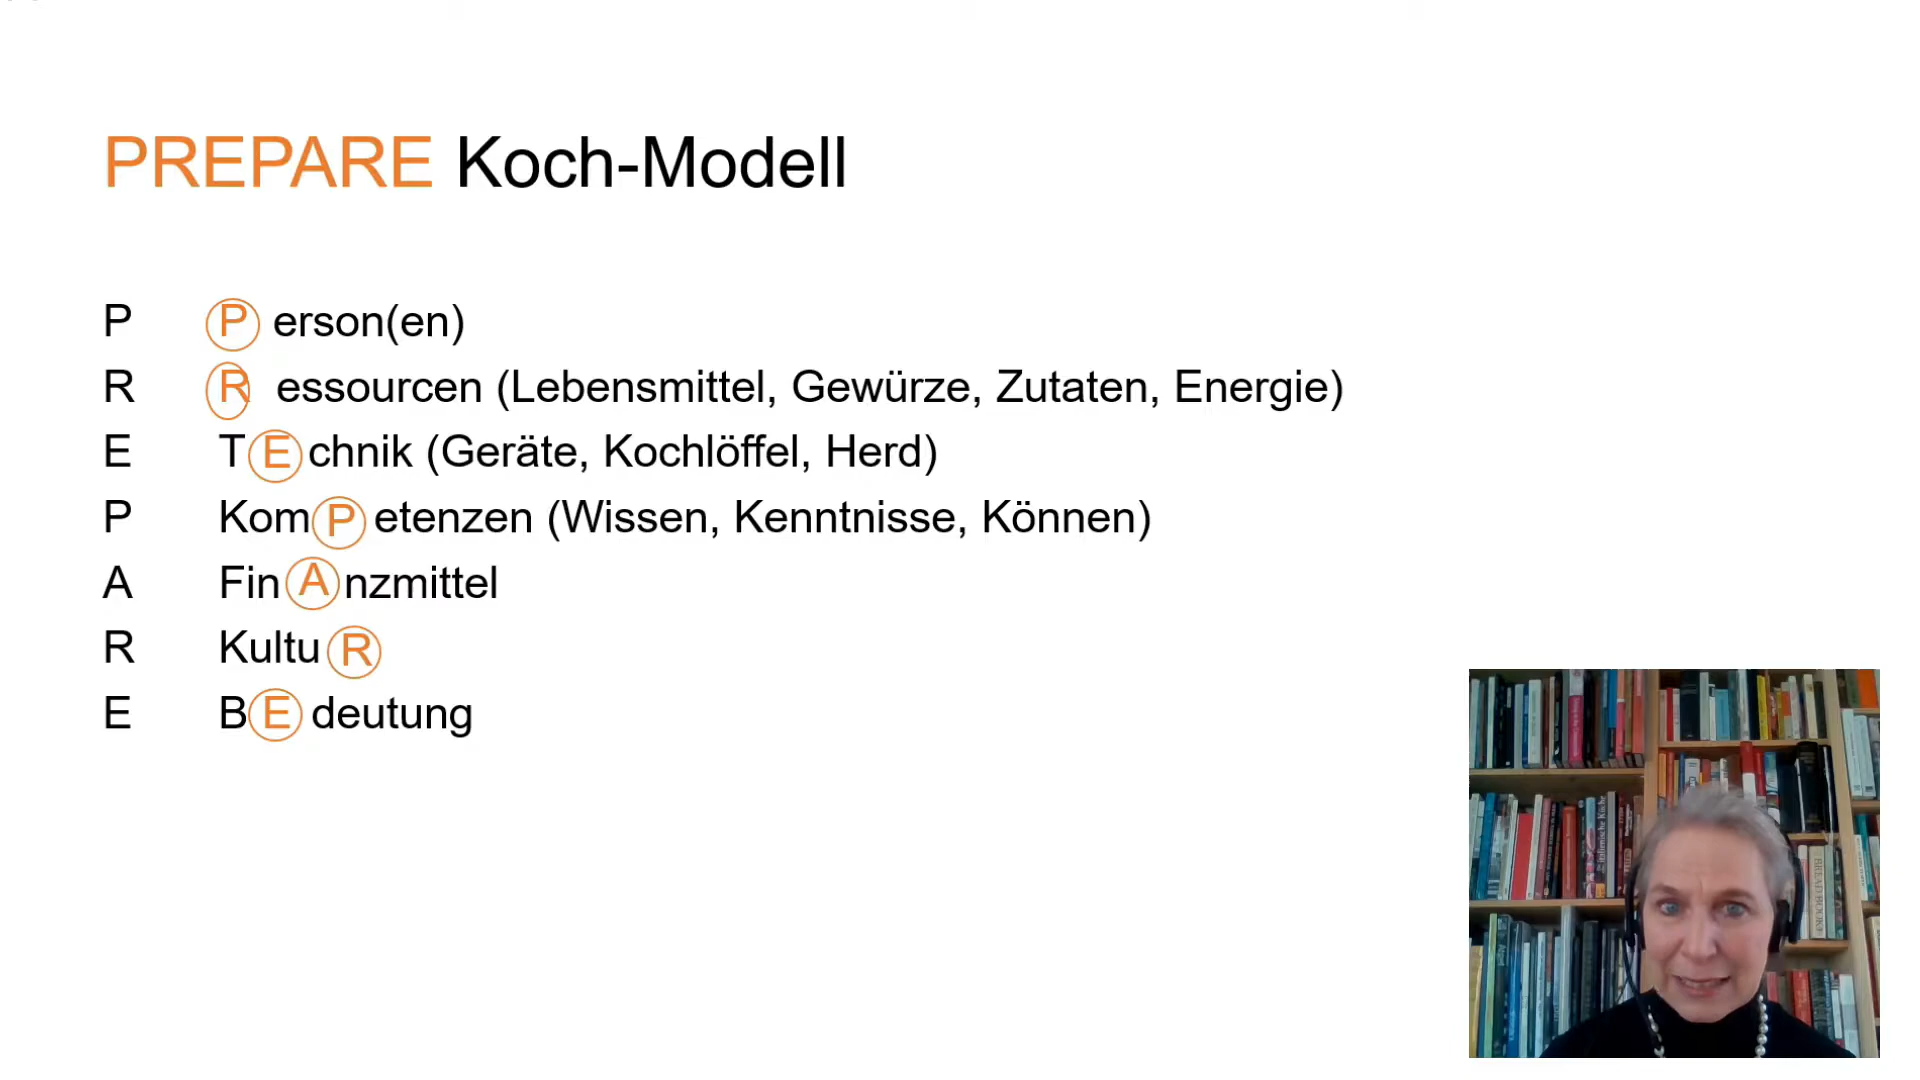 PREPARE Koch-Modell
P Person(en)
R Ressourcen (Lebensmittel, Gewürze, Zutaten, Energie)
E TEchnik (Geräte, Kochlöffel, Herd)
P KomPetenzen (Wissen, Kenntnisse, Können)
A FinAnzmittel
R KultuR
E BEdeutung